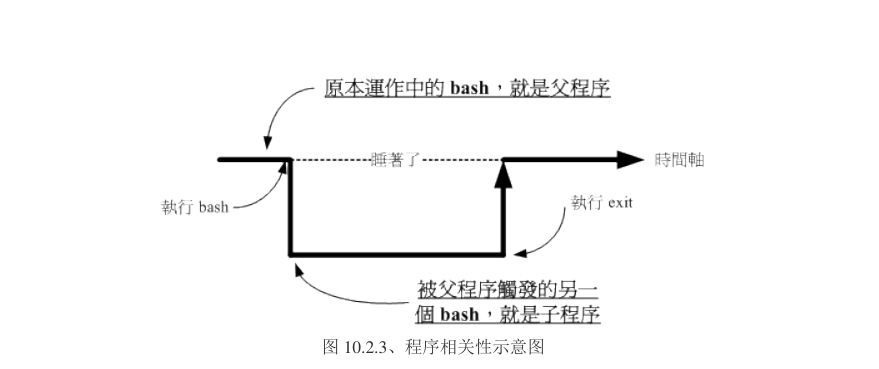 原本運作中的 bash，就是父程序
睡著了
時間軸
執行 bash
執行 exit
被父程序觸發的另一
個 bash，就是子程序
图 10.2.3、程序相关性示意图